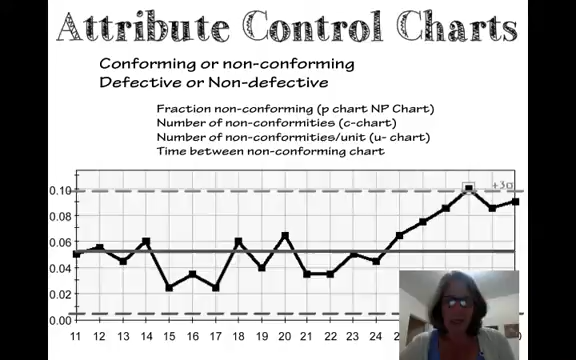 Attribute Control Charts
Conforming or non-conforming
Defective or Non-defective
Fraction non-conforming (p chart NP Chart)
Number of non-conformities (c-chart)
Number of non-conformities/unit (u- chart)
Time between non-conforming chart
+3σ
0.10
0.08
0.06
0.04
0.02
0.00
11 12 13 14 15 16 17 18 19 20 21 22 23 24